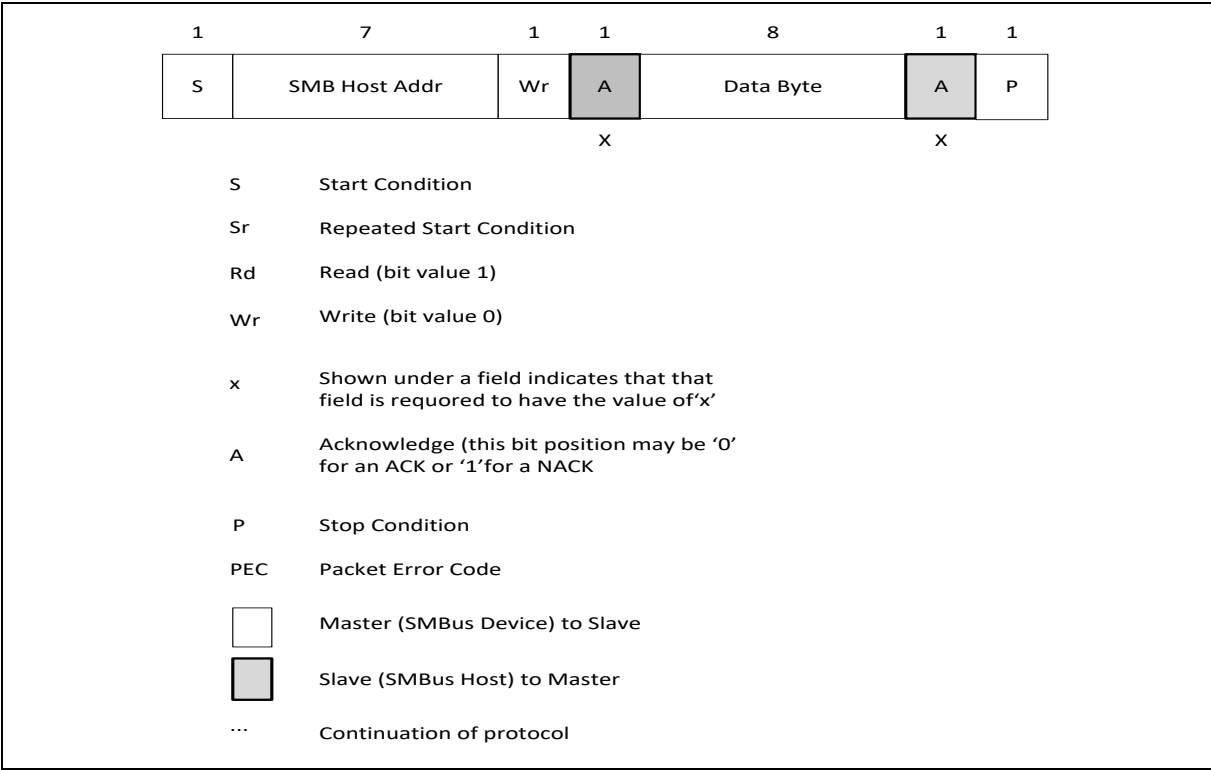 1 7 1 1 8 1 1
S SMB Host Addr Wr A Data Byte A P
X X
S Start Condition
Sr Repeated Start Condition
Rd Read (bit value 1)
Wr Write (bit value 0)
x Shown under a field indicates that that
field is requored to have the value of‘x’
A Acknowledge (this bit position may be ‘0’
for an ACK or ‘1’for a NACK
P Stop Condition
PEC Packet Error Code
Master (SMBus Device) to Slave
Slave (SMBus Host) to Master
... Continuation of protocol